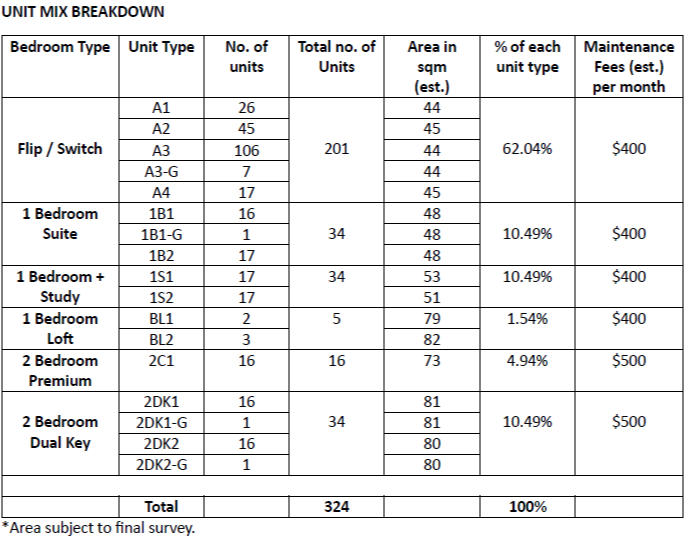 UNIT MIX BREAKDOWN
Bedroom Type Unit Type No. of units Total no. of Units Area in sqm (est.) % of each unit type Maintenance Fees (est.) per month
Flip / Switch A1 26 201 44 62.04% $400
A2 45 45
A3 106 44
A3-G 7 44
A4 17 45
1 Bedroom Suite 1B1 16 34 48 10.49% $400
1B1-G 1 48
1B2 17 48
1 Bedroom + Study 1S1 17 34 53 10.49% $400
1S2 17 51
1 Bedroom Loft BL1 2 5 79 1.54% $400
BL2 3 82
2 Bedroom Premium 2C1 16 16 73 4.94% $500
2 Bedroom Dual Key 2DK1 16 34 81 10.49% $500
2DK1-G 1 81
2DK2 16 80
2DK2-G 1 80
Total 324 100%
*Area subject to final survey.